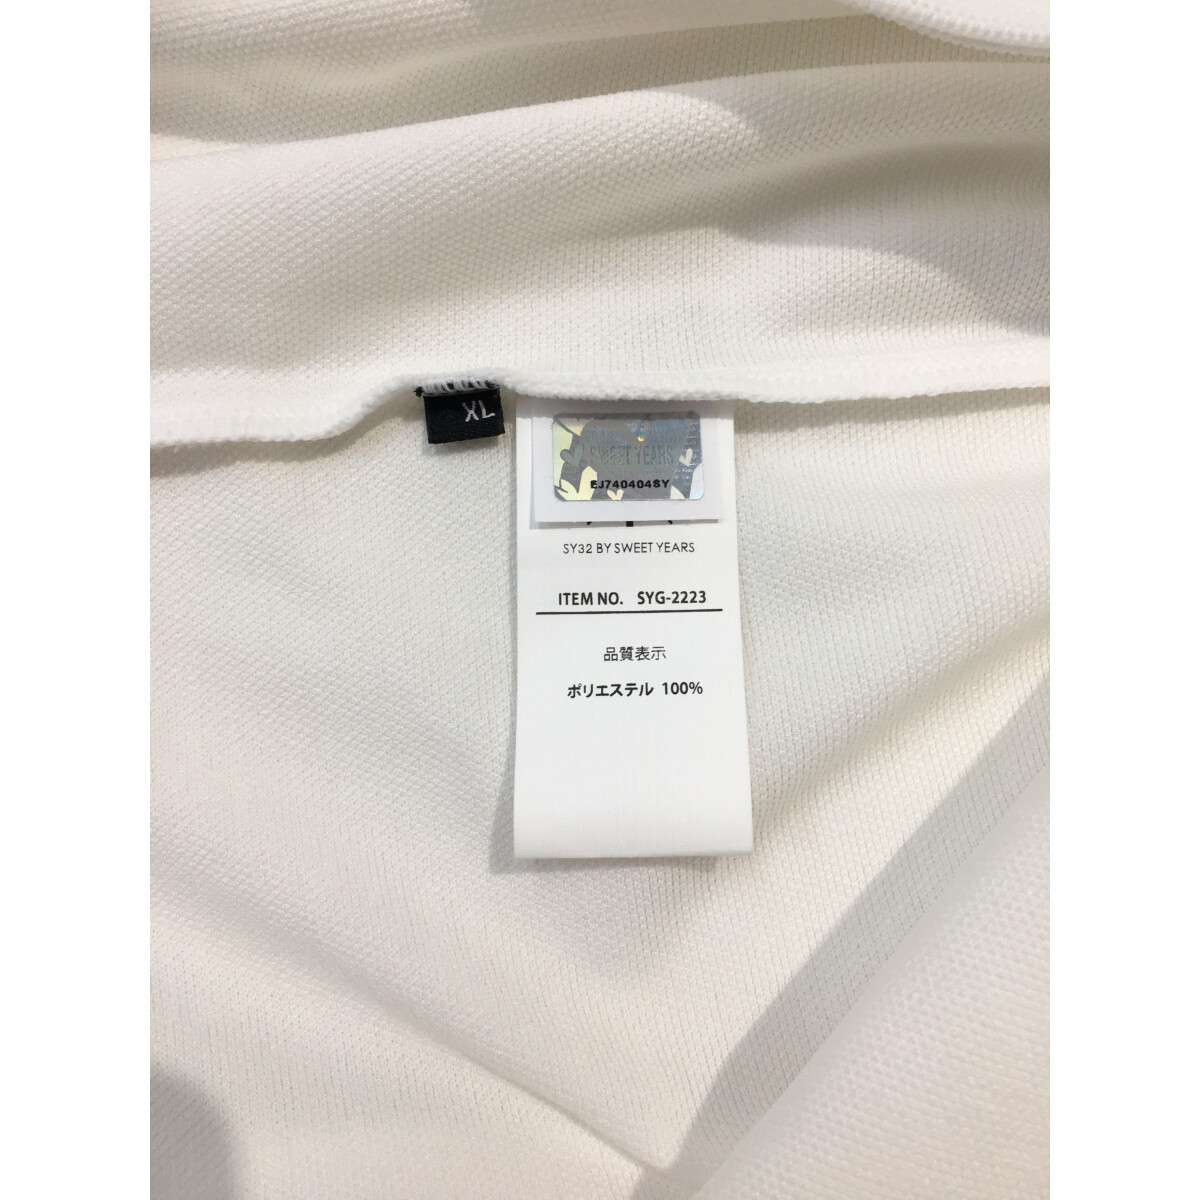 XL
SWEET YEARS
EJ740404SY
SY32 BY SWEET YEARS
ITEM NO. SYG-2223
品質表示
ポリエステル 100%